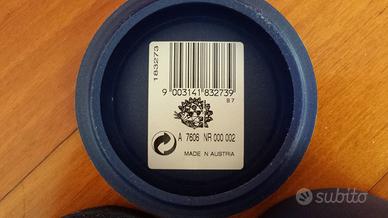 183273
9 003141 832739
87
A 7606 NR 000 002
MADE N AUSTRIA
subito